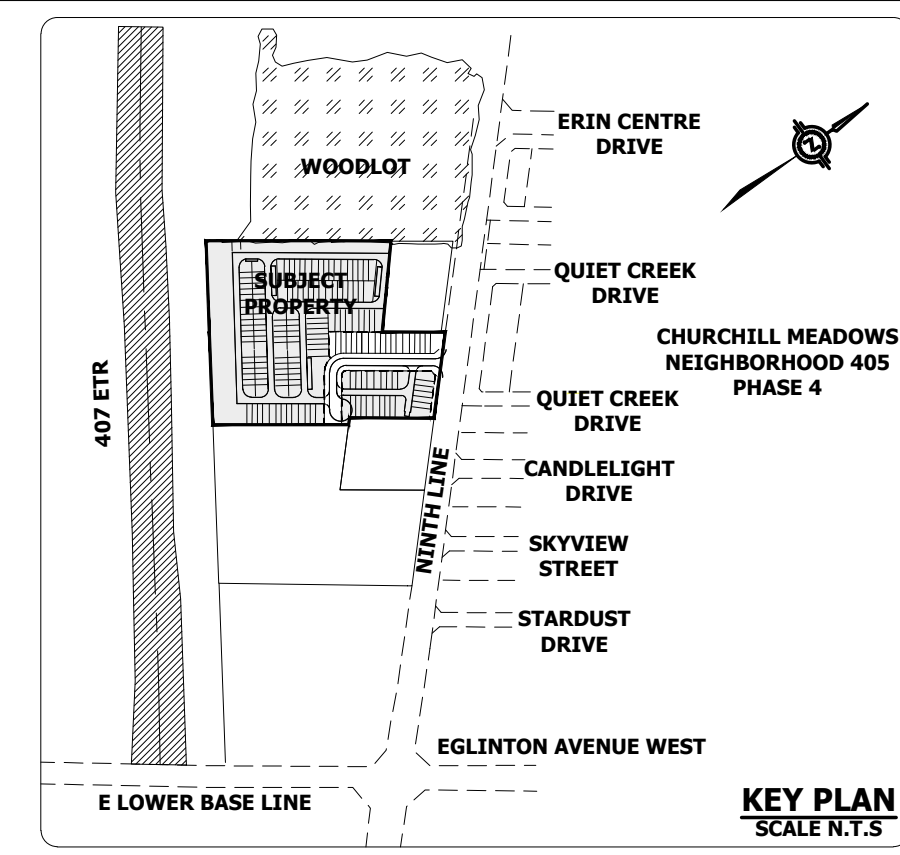 ERIN CENTRE
DRIVE
WOODLOT
N
SUBJECT
PROPERTY
QUIET CREEK
DRIVE
CHURCHILL MEADOWS
NEIGHBORHOOD 405
PHASE 4
407 ETR
QUIET CREEK
DRIVE
NINTH LINE
CANDLELIGHT
DRIVE
SKYVIEW
STREET
STARDUST
DRIVE
EGLINTON AVENUE WEST
E LOWER BASE LINE
KEY PLAN
SCALE N.T.S